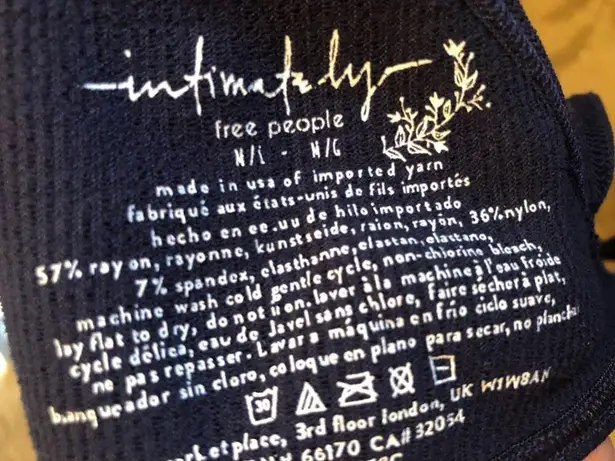 intimately
free people
M/L - M/G
made in usa of imported yarn
fabriqué aux états-unis de fils importés
hecho en ee.uu de hilo importado
57% rayon, rayonne, kunstseide, raion, rayón, 36% nylon,
7% spandex, elasthanne, elastan, elastano,
machine wash cold gentle cycle, non-chlorine bleach,
lay flat to dry, do not iron. laver à la machine à l'eau froide
cycle délica, eau de Javel sans chlore, faire sécher à plat,
ne pas repasser. Lavar a máquina en frío ciclo suave,
banqueador sin cloro, coloque en plano para secar, no planchar
30
market place, 3rd floor london, UK W1W8AN
66170 CA# 32054